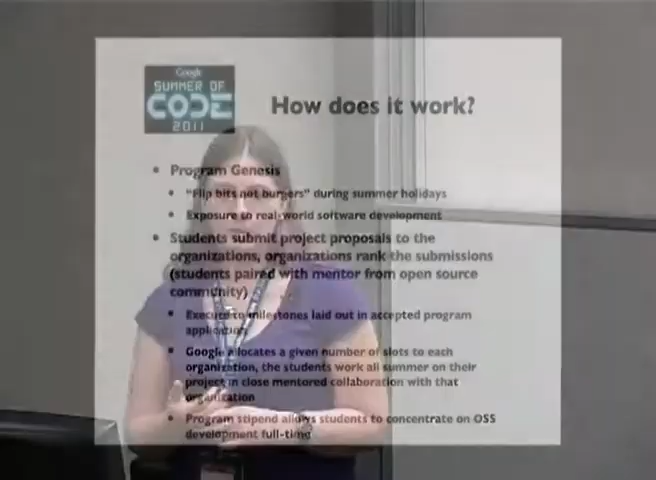 Google
SUMMER OF
CODE
2011
How does it work?
• Program Genesis
• "Flip bits not burgers" during summer holidays
• Exposure to real-world software development
• Students submit project proposals to the
organizations, organizations rank the submissions
(students paired with mentor from open source
community)
• Execute to milestones laid out in accepted program
application
• Google allocates a given number of slots to each
organization, the students work all summer on their
project in close mentored collaboration with that
organization
• Program stipend allows students to concentrate on OSS
development full-time